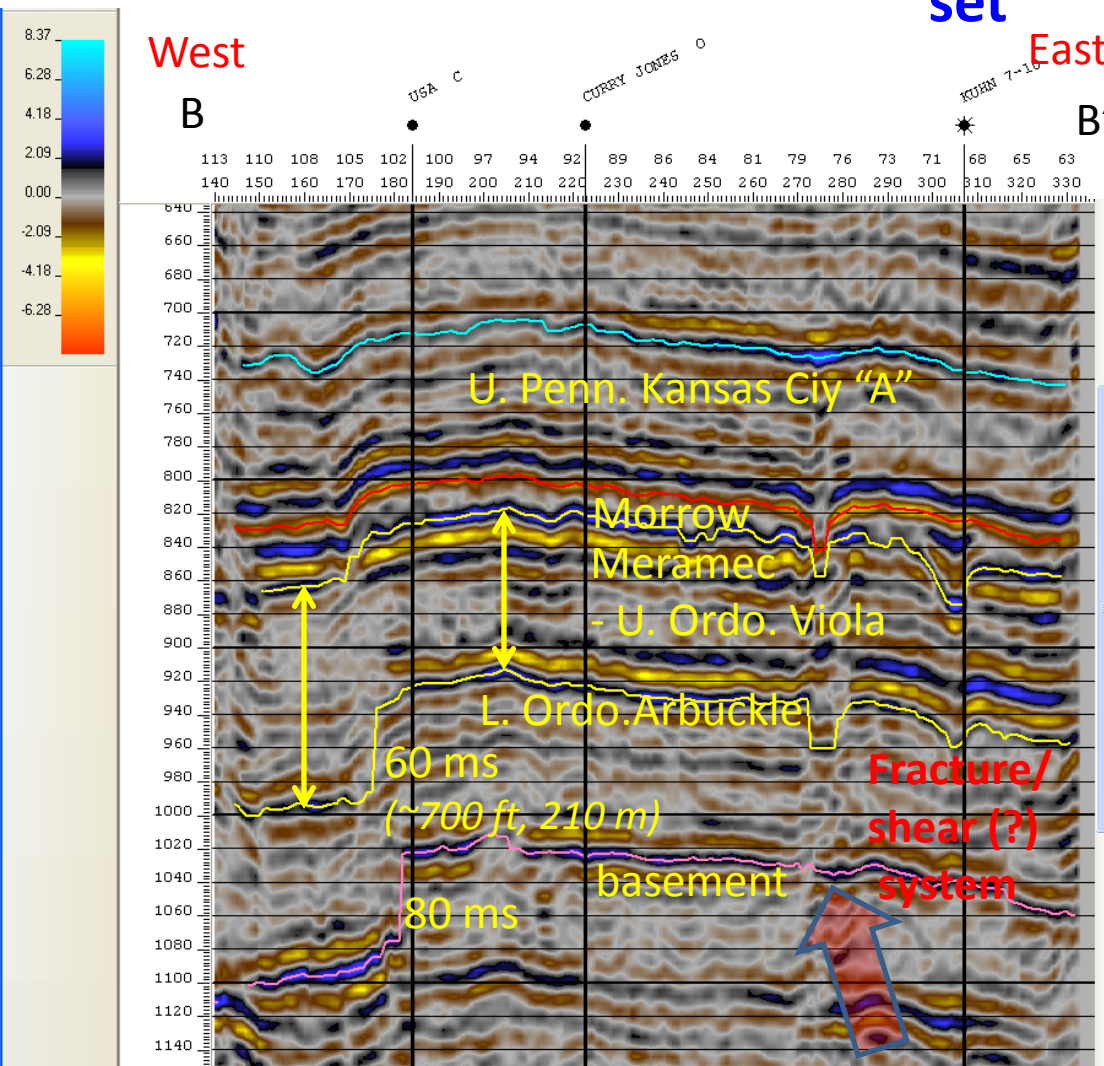 set
8.37
6.28
4.18
2.09
0.00
-2.09
-4.18
-6.28
West
East
B
B'
USA C
CURRY JONES O
KUHN 7-10
113 110 108 105 102 100 97 94 92 89 86 84 81 79 76 73 71 68 65 63
140 150 160 170 180 190 200 210 220 230 240 250 260 270 280 290 300 310 320 330
640
660
680
700
720
740
760
780
800
820
840
860
880
900
920
940
960
980
1000
1020
1040
1060
1080
1100
1120
1140
U. Penn. Kansas Ciy “A”
Morrow
Meramec
- U. Ordo. Viola
L. Ordo.Arbuckle
60 ms
(~700 ft, 210 m)
Fracture/
shear (?)
system
basement
80 ms